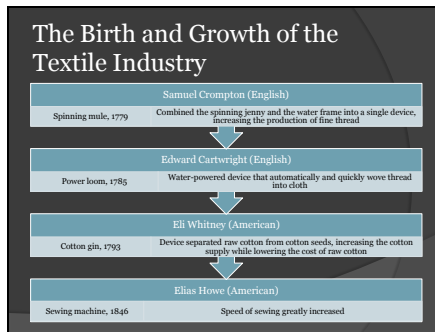 The Birth and Growth of the
Textile Industry
Samuel Crompton (English)
Spinning mule, 1779
Combined the spinning jenny and the water frame into a single device,
increasing the production of fine thread
Edward Cartwright (English)
Power loom, 1785
Water-powered device that automatically and quickly wove thread
into cloth
Eli Whitney (American)
Cotton gin, 1793
Device separated raw cotton from cotton seeds, increasing the cotton
supply while lowering the cost of raw cotton
Elias Howe (American)
Sewing machine, 1846
Speed of sewing greatly increased